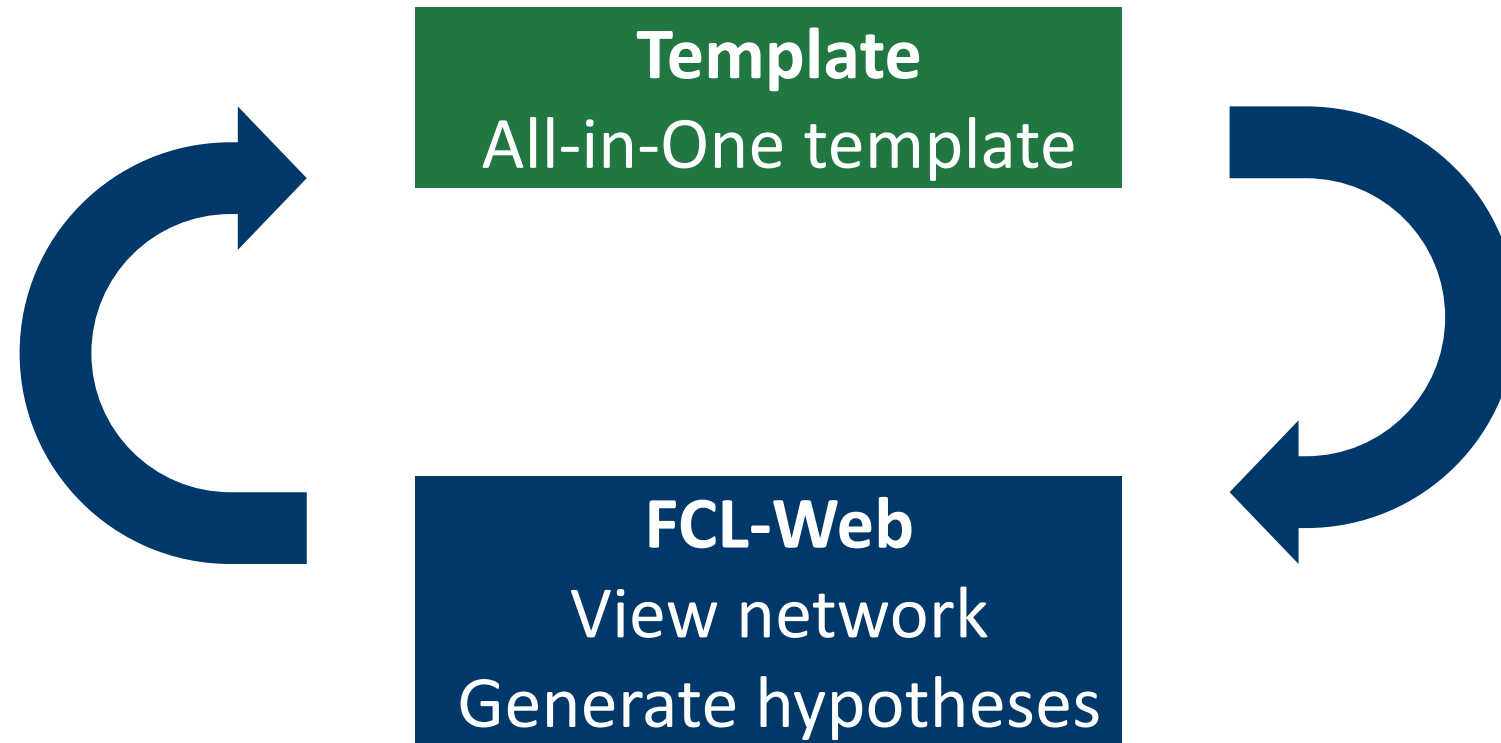 Template
All-in-One template
FCL-Web
View network
Generate hypotheses